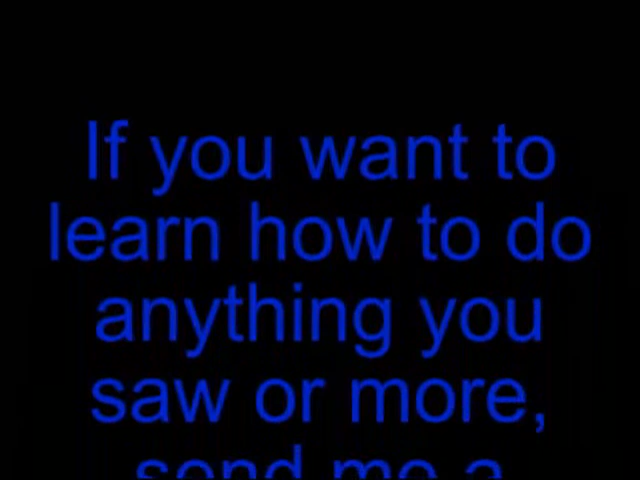 If you want to
learn how to do
anything you
saw or more,
send me a